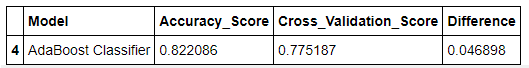 Model Accuracy_Score Cross_Validation_Score Difference
4 AdaBoost Classifier 0.822086 0.775187 0.046898